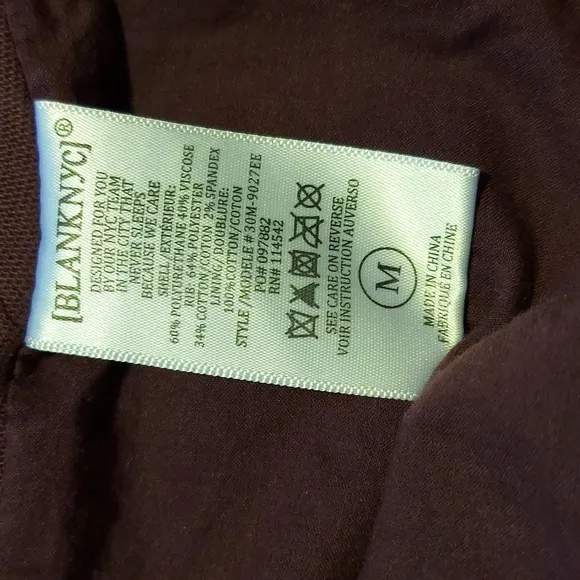 [BLANKNYC]®
DESIGNED FOR YOU
BY OUR NYC TEAM
IN THE CITY THAT
NEVER SLEEPS
BECAUSE WE CARE
SHELL/EXTÉRIEUR:
60% POLYURETHANE 40% VISCOSE
RIB: 64% POLYESTER
34% COTTON/COTTON 2% SPANDEX
LINING/DOUBLURE:
100% COTTON/COTTON
STYLE/MODELE #30M-9027EE
PO# 097882
RN# 114542
SEE CARE ON REVERSE
VOIR INSTRUCTION AUVERSO
M
MADE IN CHINA
FABRIQUÉ EN CHINE